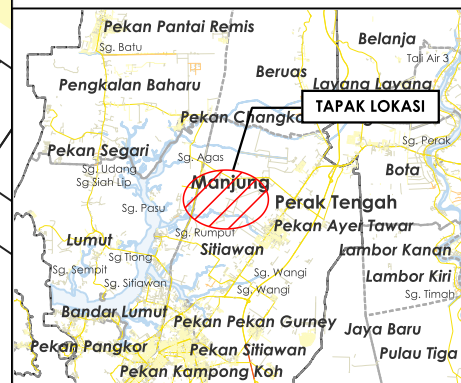 Pekan Pantai Remis
Belanja
Sg. Batu
Tali Air 3
Beruas
Pengkalan Baharu
Layang Layang
TAPAK LOKASI
Pekan Changka
Sg. Perak
Pekan Segari
Sg. Agas
Sg. Udang
Bota
Sg Siah Lip
Manjung
Perak Tengah
Sg. Pasu
Pekan Ayer Tawar
Sg. Rumput
Lumut
Sitiawan
Lambor Kanan
Sg Tiong
Sg. Sempit
Sg. Wangi
Lambor Kiri
Sg. Sitiawan
Sg. Wangi
Sg. Timah
Bandar Lumut
Pekan Pekan Gurney
Jaya Baru
Pekan Pangkor
Pekan Sitiawan
Pulau Tiga
Pekan Kampong Koh